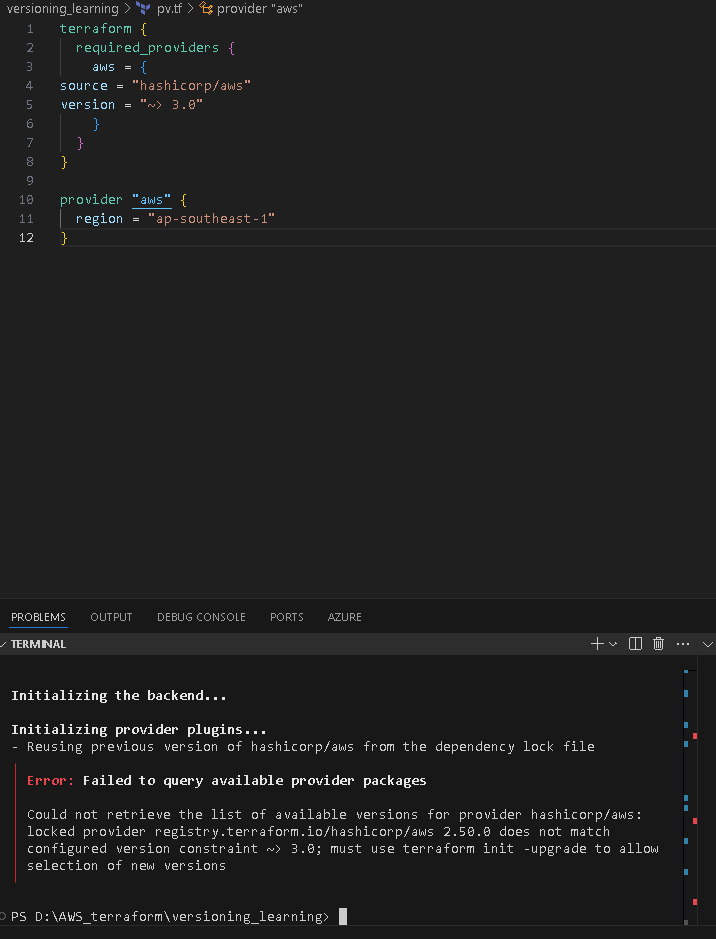 versioning_learning > pv.tf > provider "aws"
1 terraform {
2   required_providers {
3     aws = {
4 source = "hashicorp/aws"
5 version = "~> 3.0"
6     }
7   }
8 }
9
10 provider "aws" {
11   region = "ap-southeast-1"
12 }
PROBLEMS OUTPUT DEBUG CONSOLE PORTS AZURE
TERMINAL
Initializing the backend...
Initializing provider plugins...
- Reusing previous version of hashicorp/aws from the dependency lock file
Error: Failed to query available provider packages
Could not retrieve the list of available versions for provider hashicorp/aws:
locked provider registry.terraform.io/hashicorp/aws 2.50.0 does not match
configured version constraint ~> 3.0; must use terraform init -upgrade to allow
selection of new versions
PS D:\AWS_terraform\versioning_learning>